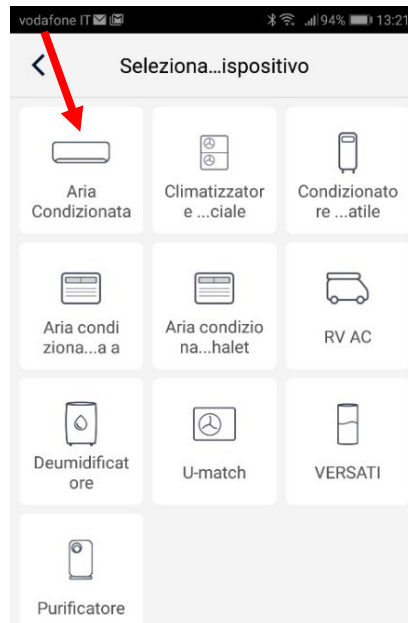 vodafone IT 94% 13:21
Seleziona...ispositivo
Aria
Condizionata
Climatizzator
e ...ciale
Condizionato
re ...atile
Aria condi
ziona...a a
Aria condizio
na...halet
RV AC
Deumidificat
ore
U-match
VERSATI
Purificatore